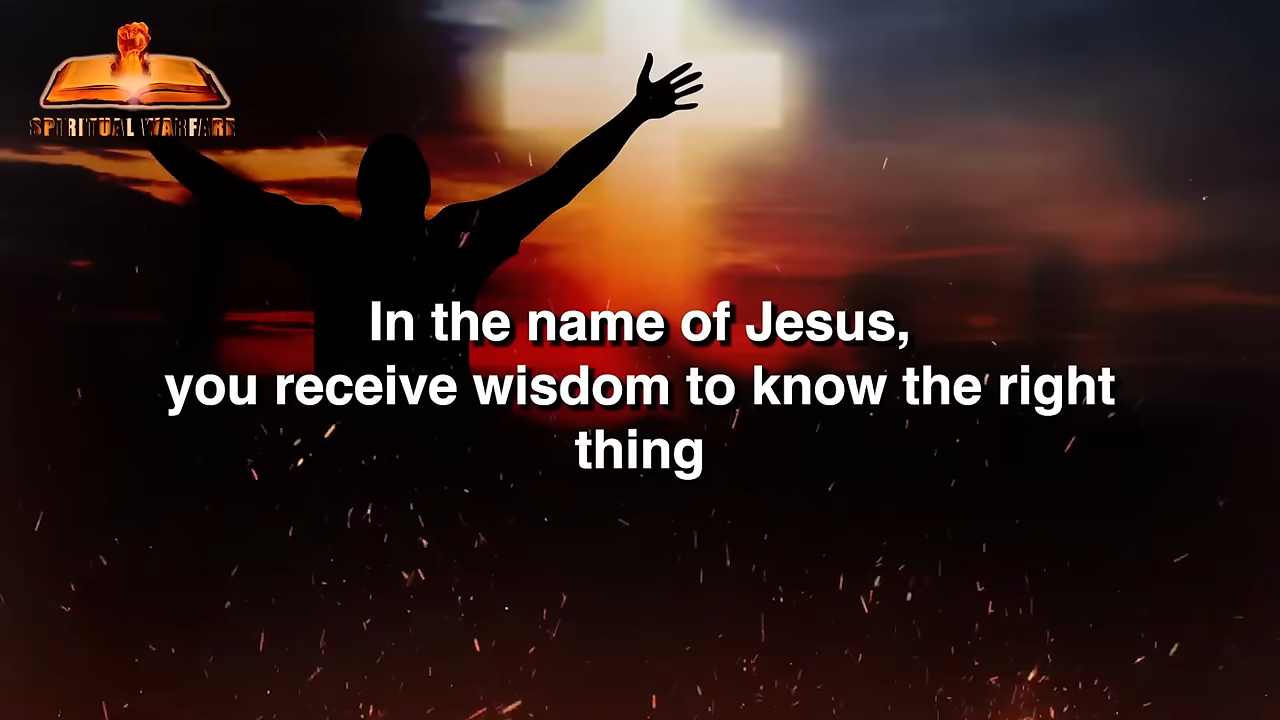 SPIRITUAL WARFARE
In the name of Jesus,
you receive wisdom to know the right
thing